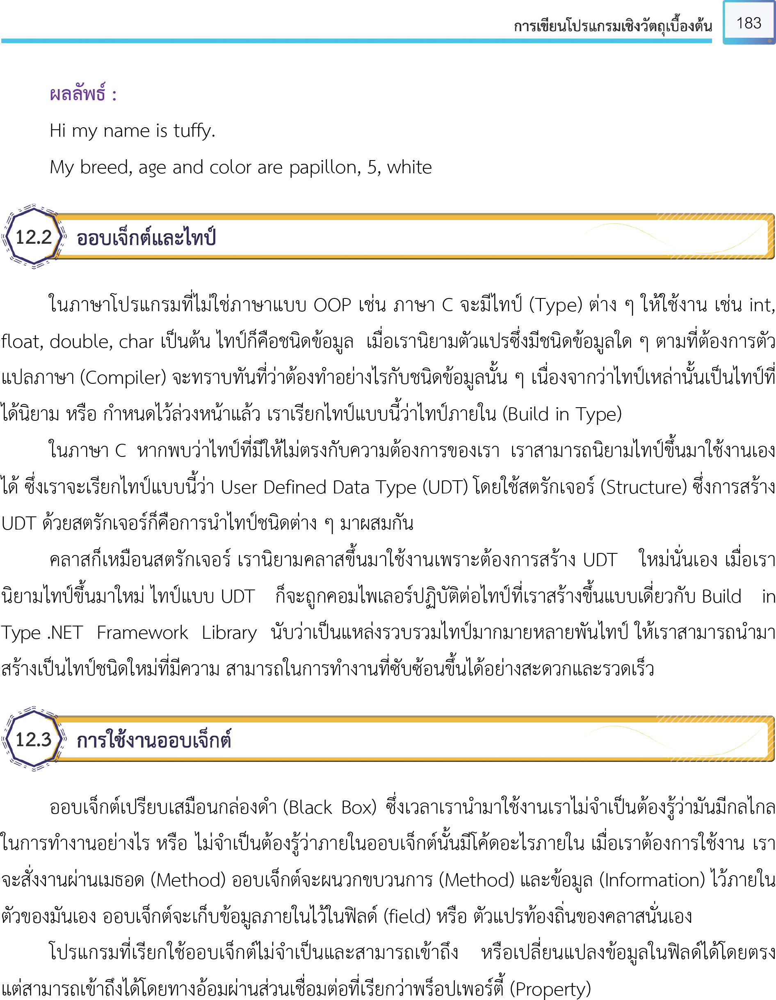 การเขียนโปรแกรมเชิงวัตถุเบื้องต้น 183
ผลลัพธ์ :
Hi my name is tuffy.
My breed, age and color are papillon, 5, white
12.2 ออบเจ็กต์และไทป์
ในภาษาโปรแกรมที่ไม่ใช่ภาษาแบบ OOP เช่น ภาษา C จะมีไทป์ (Type) ต่าง ๆ ให้ใช้งาน เช่น int,
float, double, char เป็นต้น ไทป์ก็คือชนิดข้อมูล เมื่อเรานิยามตัวแปรซึ่งมีชนิดข้อมูลใด ๆ ตามที่ต้องการตัว
แปลภาษา (Compiler) จะทราบทันที่ว่าต้องทำอย่างไรกับชนิดข้อมูลนั้น ๆ เนื่องจากว่าไทป์เหล่านั้นเป็นไทป์ที่
ได้นิยาม หรือ กำหนดไว้ล่วงหน้าแล้ว เราเรียกไทป์แบบนี้ว่าไทป์ภายใน (Build in Type)
ในภาษา C หากพบว่าไทป์ที่มีให้ไม่ตรงกับความต้องการของเรา เราสามารถนิยามไทป์ขึ้นมาใช้งานเอง
ได้ ซึ่งเราจะเรียกไทป์แบบนี้ว่า User Defined Data Type (UDT) โดยใช้สตรักเจอร์ (Structure) ซึ่งการสร้าง
UDT ด้วยสตรักเจอร์ก็คือการนำไทป์ชนิดต่าง ๆ มาผสมกัน
คลาสก็เหมือนสตรักเจอร์ เรานิยามคลาสขึ้นมาใช้งานเพราะต้องการสร้าง UDT ใหม่นั่นเอง เมื่อเรา
นิยามไทป์ขึ้นมาใหม่ ไทป์แบบ UDT ก็จะถูกคอมไพเลอร์ปฏิบัติต่อไทป์ที่เราสร้างขึ้นแบบเดี่ยวกับ Build in
Type .NET Framework Library นับว่าเป็นแหล่งรวบรวมไทป์มากมายหลายพันไทป์ ให้เราสามารถนำมา
สร้างเป็นไทป์ชนิดใหม่ที่มีความ สามารถในการทำงานที่ซับซ้อนขึ้นได้อย่างสะดวกและรวดเร็ว
12.3 การใช้งานออบเจ็กต์
ออบเจ็กต์เปรียบเสมือนกล่องดำ (Black Box) ซึ่งเวลาเรานำมาใช้งานเราไม่จำเป็นต้องรู้ว่ามันมีกลไกล
ในการทำงานอย่างไร หรือ ไม่จำเป็นต้องรู้ว่าภายในออบเจ็กต์นั้นมีโค้ดอะไรภายใน เมื่อเราต้องการใช้งาน เรา
จะสั่งงานผ่านเมธอด (Method) ออบเจ็กต์จะผนวกขบวนการ (Method) และข้อมูล (Information) ไว้ภายใน
ตัวของมันเอง ออบเจ็กต์จะเก็บข้อมูลภายในไว้ในฟิลด์ (field) หรือ ตัวแปรท้องถิ่นของคลาสนั่นเอง
โปรแกรมที่เรียกใช้ออบเจ็กต์ไม่จำเป็นและสามารถเข้าถึง หรือเปลี่ยนแปลงข้อมูลในฟิลด์ได้โดยตรง
แต่สามารถเข้าถึงได้โดยทางอ้อมผ่านส่วนเชื่อมต่อที่เรียกว่าพร็อปเพอร์ตี้ (Property)